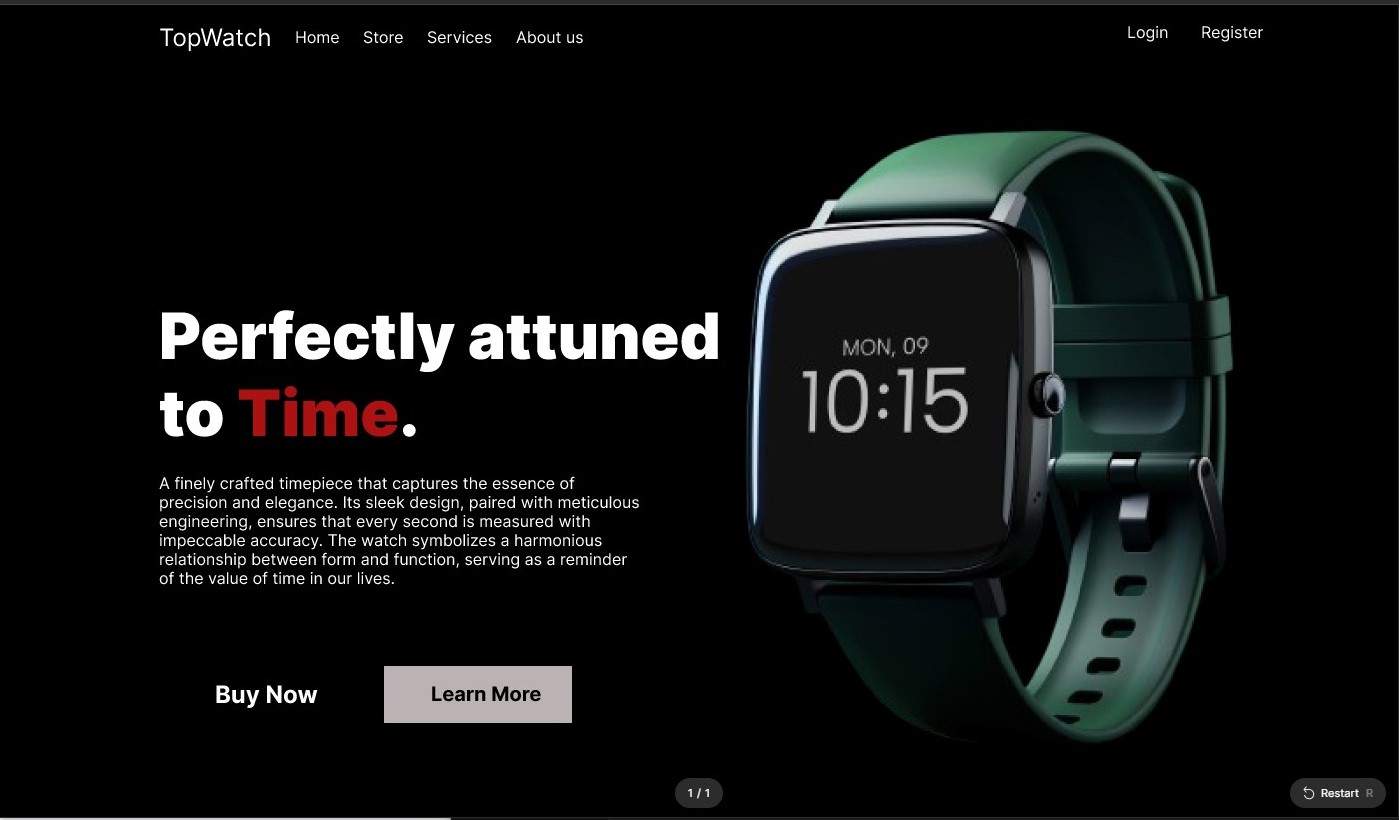 TopWatch Home Store Services About us Login Register
MON, 09
10:15
Perfectly attuned
to Time.
A finely crafted timepiece that captures the essence of
precision and elegance. Its sleek design, paired with meticulous
engineering, ensures that every second is measured with
impeccable accuracy. The watch symbolizes a harmonious
relationship between form and function, serving as a reminder
of the value of time in our lives.
Buy Now Learn More
1 / 1
Restart R